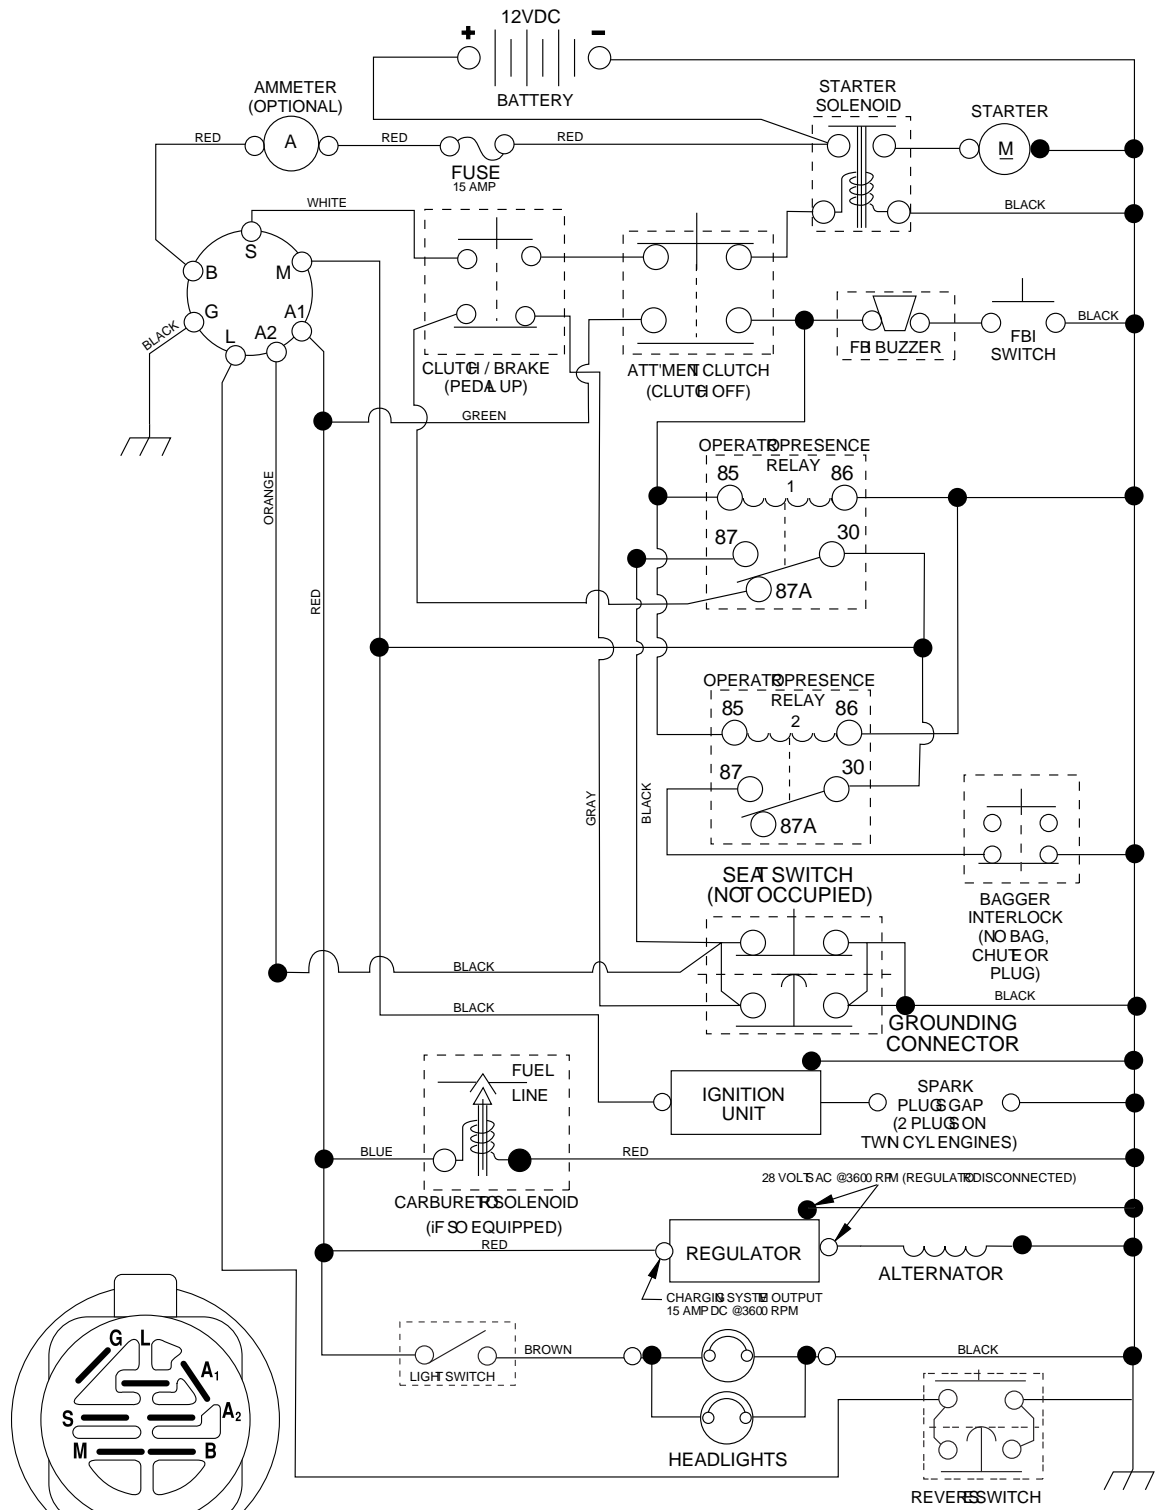 12VDC
+
-
BATTERY
AMMETER
(OPTIONAL)
A
RED
RED
RED
FUSE
15 AMP
STARTER
SOLENOID
STARTER
M
BLACK
WHITE
S
B
M
G
A1
A2
L
BLACK
CLUTCH / BRAKE
(PEDAL UP)
ATT'MENT CLUTCH
(CLUTCH OFF)
FBI BUZZER
FBI
SWITCH
BLACK
GREEN
ORANGE
RED
OPERATOR PRESENCE
RELAY
1
85
86
87
30
87A
OPERATOR PRESENCE
RELAY
2
85
86
87
30
87A
GRAY
BLACK
SEAT SWITCH
(NOT OCCUPIED)
BAGGER
INTERLOCK
(NO BAG,
CHUTE OR
PLUG)
BLACK
BLACK
BLACK
GROUNDING
CONNECTOR
FUEL
LINE
IGNITION
UNIT
SPARK
PLUGS GAP
(2 PLUGS ON
TWIN CYL ENGINES)
BLUE
RED
CARBURETOR SOLENOID
(iF SO EQUIPPED)
28 VOLTS AC @3600 RPM (REGULATOR DISCONNECTED)
RED
REGULATOR
ALTERNATOR
CHARGING SYSTEM OUTPUT
15 AMP DC @3600 RPM
LIGHT SWITCH
BROWN
BLACK
HEADLIGHTS
REVERSE SWITCH
G
L
A1
A2
S
M
B